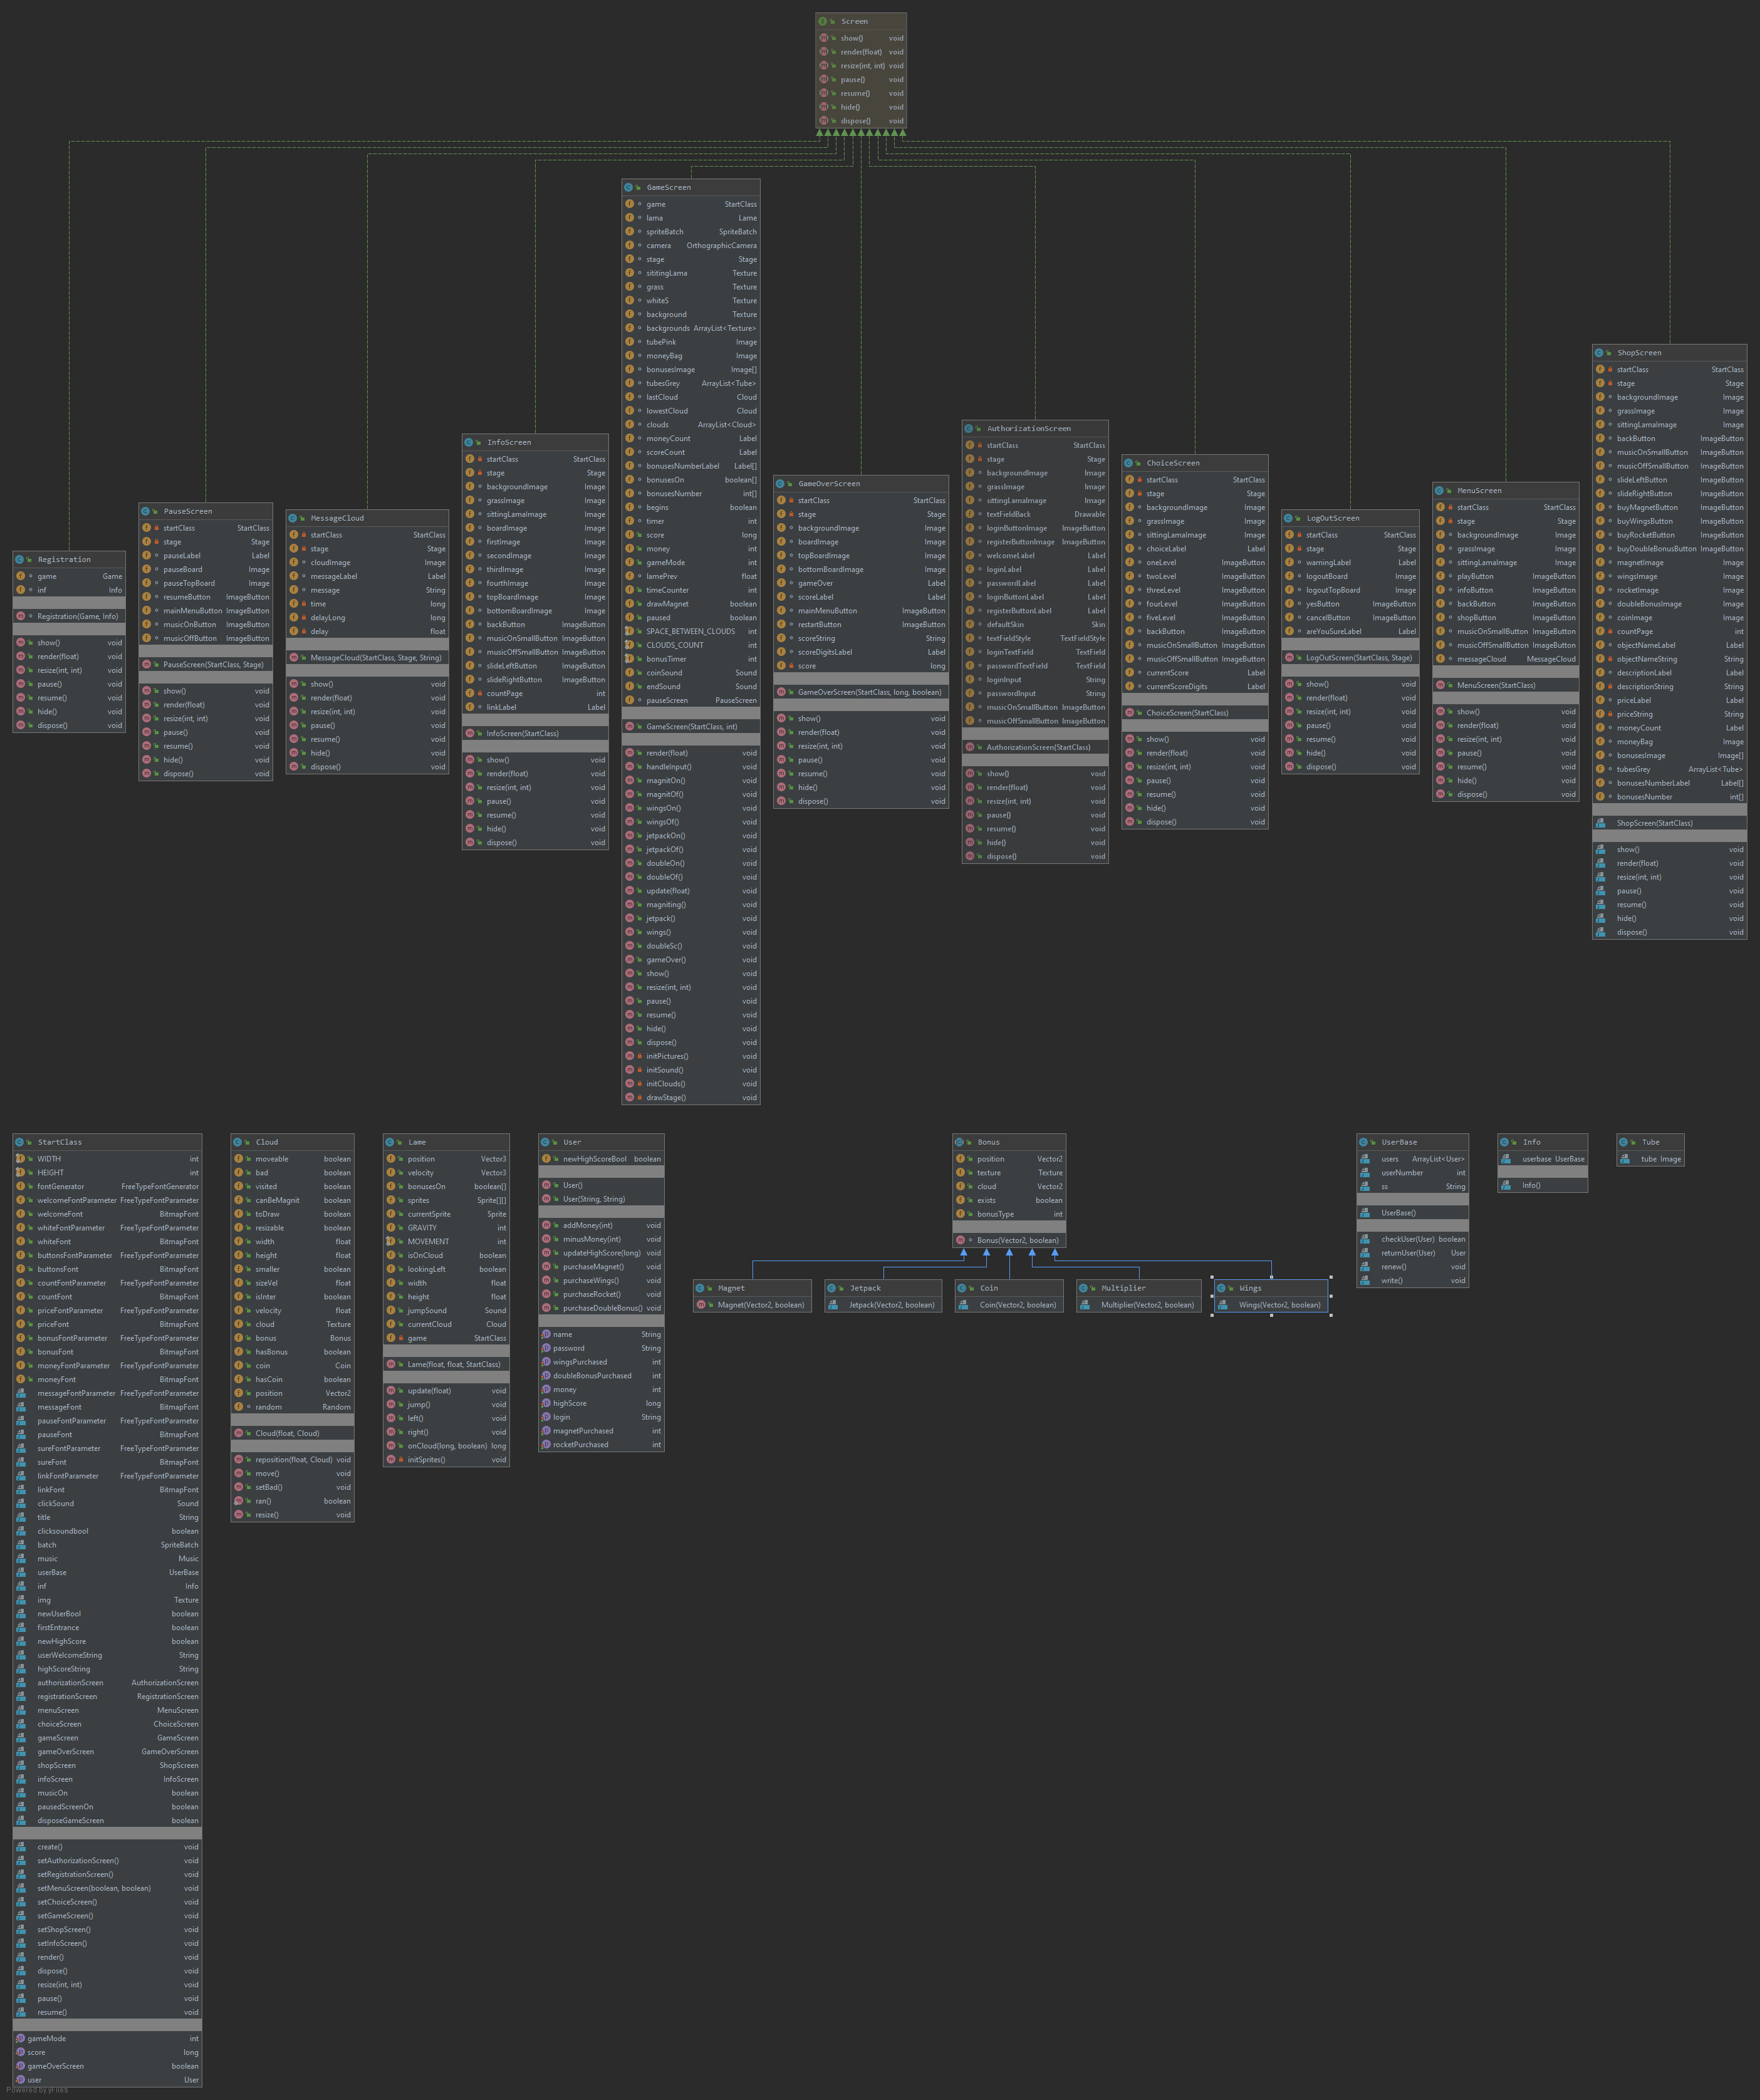 Screen
show() void
render(float) void
resize(int, int) void
pause() void
resume() void
hide() void
dispose() void
Registration
game Game
inf Info
Registration(Game, Info)
show() void
render(float) void
resize(int, int) void
pause() void
resume() void
hide() void
dispose() void
PauseScreen
startClass StartClass
stage Stage
pauseLabel Label
pauseBoard Image
pauseTopBoard Image
resumeButton ImageButton
mainMenuButton ImageButton
musicOnButton ImageButton
musicOffButton ImageButton
PauseScreen(StartClass, Stage)
show() void
render(float) void
resize(int, int) void
pause() void
resume() void
hide() void
dispose() void
MessageCloud
startClass StartClass
stage Stage
cloudImage Image
messageLabel Label
message String
time long
delayLong long
delay float
MessageCloud(StartClass, Stage, String)
show() void
render(float) void
resize(int, int) void
pause() void
resume() void
hide() void
dispose() void
InfoScreen
startClass StartClass
stage Stage
backgroundImage Image
grassImage Image
sittingLamaImage Image
boardImage Image
firstImage Image
secondImage Image
thirdImage Image
fourthImage Image
topBoardImage Image
bottomBoardImage Image
backButton ImageButton
musicOnSmallButton ImageButton
musicOffSmallButton ImageButton
slideLeftButton ImageButton
slideRightButton ImageButton
countPage int
linkLabel Label
InfoScreen(StartClass)
show() void
render(float) void
resize(int, int) void
pause() void
resume() void
hide() void
dispose() void
GameScreen
game StartClass
lama Lame
spriteBatch SpriteBatch
camera OrthographicCamera
stage Stage
sititingLama Texture
grass Texture
whiteS Texture
background Texture
backgrounds ArrayList<Texture>
tubePink Image
moneyBag Image
bonusesImage Image[]
tubesGrey ArrayList<Tube>
lastCloud Cloud
lowestCloud Cloud
clouds ArrayList<Cloud>
moneyCount Label
scoreCount Label
bonusesNumberLabel Label[]
bonusesOn boolean[]
bonusesNumber int[]
begins boolean
timer int
score long
money int
gameMode int
lamePrev float
timeCounter int
drawMagnet boolean
paused boolean
SPACE_BETWEEN_CLOUDS int
CLOUDS_COUNT int
bonusTimer int
coinSound Sound
endSound Sound
pauseScreen PauseScreen
GameScreen(StartClass, int)
render(float) void
handleInput() void
magnitOn() void
magnitOf() void
wingsOn() void
wingsOf() void
jetpackOn() void
jetpackOf() void
doubleOn() void
doubleOf() void
update(float) void
magniting() void
jetpack() void
wings() void
doubleSc() void
gameOver() void
show() void
resize(int, int) void
pause() void
resume() void
hide() void
dispose() void
initPictures() void
initSound() void
initClouds() void
drawStage() void
GameOverScreen
startClass StartClass
stage Stage
backgroundImage Image
boardImage Image
topBoardImage Image
bottomBoardImage Image
gameOver Label
scoreLabel Label
mainMenuButton ImageButton
restartButton ImageButton
scoreString String
scoreDigitsLabel Label
score long
GameOverScreen(StartClass, long, boolean)
show() void
render(float) void
resize(int, int) void
pause() void
resume() void
hide() void
dispose() void
AuthorizationScreen
startClass StartClass
stage Stage
backgroundImage Image
grassImage Image
sittingLamaImage Image
textFieldBack Drawable
loginButtonImage ImageButton
registerButtonImage ImageButton
welcomeLabel Label
loginLabel Label
passwordLabel Label
loginButtonLabel Label
registerButtonLabel Label
defaultSkin Skin
textFieldStyle TextFieldStyle
loginTextField TextField
passwordTextField TextField
loginInput String
passwordInput String
musicOnSmallButton ImageButton
musicOffSmallButton ImageButton
AuthorizationScreen(StartClass)
show() void
render(float) void
resize(int, int) void
pause() void
resume() void
hide() void
dispose() void
ChoiceScreen
startClass StartClass
stage Stage
backgroundImage Image
grassImage Image
sittingLamaImage Image
choiceLabel Label
oneLevel ImageButton
twoLevel ImageButton
threeLevel ImageButton
fourLevel ImageButton
fiveLevel ImageButton
backButton ImageButton
musicOnSmallButton ImageButton
musicOffSmallButton ImageButton
currentScore Label
currentScoreDigits Label
ChoiceScreen(StartClass)
show() void
render(float) void
resize(int, int) void
pause() void
resume() void
hide() void
dispose() void
LogOutScreen
startClass StartClass
stage Stage
warningLabel Label
logoutBoard Image
logoutTopBoard Image
yesButton ImageButton
cancelButton ImageButton
areYouSureLabel Label
LogOutScreen(StartClass, Stage)
show() void
render(float) void
resize(int, int) void
pause() void
resume() void
hide() void
dispose() void
MenuScreen
startClass StartClass
stage Stage
backgroundImage Image
grassImage Image
sittingLamaImage Image
playButton ImageButton
infoButton ImageButton
backButton ImageButton
shopButton ImageButton
musicOnSmallButton ImageButton
musicOffSmallButton ImageButton
messageCloud MessageCloud
MenuScreen(StartClass)
show() void
render(float) void
resize(int, int) void
pause() void
resume() void
hide() void
dispose() void
ShopScreen
startClass StartClass
stage Stage
backgroundImage Image
grassImage Image
sittingLamaImage Image
backButton ImageButton
musicOnSmallButton ImageButton
musicOffSmallButton ImageButton
slideLeftButton ImageButton
slideRightButton ImageButton
buyMagnetButton ImageButton
buyWingsButton ImageButton
buyRocketButton ImageButton
buyDoubleBonusButton ImageButton
magnetImage Image
wingsImage Image
rocketImage Image
doubleBonusImage Image
coinImage Image
countPage int
objectNameLabel Label
objectNameString String
descriptionLabel Label
descriptionString String
priceLabel Label
priceString String
moneyCount Label
moneyBag Image
bonusesImage Image[]
tubesGrey ArrayList<Tube>
bonusNumberLabel Label[]
bonusesNumber int[]
ShopScreen(StartClass)
show() void
render(float) void
resize(int, int) void
pause() void
resume() void
hide() void
dispose() void
StartClass
WIDTH int
HEIGHT int
fontGenerator FreeTypeFontGenerator
welcomeFontParameter FreeTypeFontParameter
welcomeFont BitmapFont
whiteFontParameter FreeTypeFontParameter
whiteFont BitmapFont
buttonsFontParameter FreeTypeFontParameter
buttonsFont BitmapFont
countFontParameter FreeTypeFontParameter
countFont BitmapFont
priceFontParameter FreeTypeFontParameter
priceFont BitmapFont
bonusFontParameter FreeTypeFontParameter
bonusFont BitmapFont
moneyFontParameter FreeTypeFontParameter
moneyFont BitmapFont
messageFontParameter FreeTypeFontParameter
messageFont BitmapFont
pauseFontParameter FreeTypeFontParameter
pauseFont BitmapFont
sureFontParameter FreeTypeFontParameter
sureFont BitmapFont
linkFontParameter FreeTypeFontParameter
linkFont BitmapFont
clickSound Sound
title String
clicksoundbool boolean
batch SpriteBatch
music Music
userBase UserBase
inf Info
img Texture
newUserBool boolean
firstEntrance boolean
newHighScore boolean
userWelcomeString String
highScoreString String
authorizationScreen AuthorizationScreen
registrationScreen RegistrationScreen
menuScreen MenuScreen
choiceScreen ChoiceScreen
gameScreen GameScreen
gameOverScreen GameOverScreen
shopScreen ShopScreen
infoScreen InfoScreen
musicOn boolean
pausedScreenOn boolean
disposeGameScreen boolean
create() void
setAuthorizationScreen() void
setRegistrationScreen() void
setMenuScreen(boolean, boolean) void
setChoiceScreen() void
setGameScreen() void
setShopScreen() void
setInfoScreen() void
render() void
dispose() void
resize(int, int) void
pause() void
resume() void
gameMode int
score long
gameOverScreen boolean
user User
Cloud
moveable boolean
bad boolean
visited boolean
canBeMagnit boolean
toDraw boolean
resizable boolean
width float
height float
smaller boolean
sizeVel float
isInter boolean
velocity float
cloud Texture
bonus Bonus
hasBonus boolean
coin Coin
hasCoin boolean
position Vector2
random Random
Cloud(float, Cloud)
reposition(float, Cloud) void
move() void
setBad() void
ran() boolean
resize() void
Lame
position Vector3
velocity Vector3
bonusesOn boolean[]
sprites Sprite[][]
currentSprite Sprite
GRAVITY int
MOVEMENT int
isOnCloud boolean
lookingLeft boolean
width float
height float
jumpSound Sound
currentCloud Cloud
game StartClass
Lame(float, float, StartClass)
update(float) void
jump() void
left() void
right() void
onCloud(long, boolean) long
initSprites() void
User
newHighScoreBool boolean
User()
User(String, String)
addMoney(int) void
minusMoney(int) void
updateHighScore(long) void
purchaseMagnet() void
purchaseWings() void
purchaseRocket() void
purchaseDoubleBonus() void
name String
password String
wingsPurchased int
doubleBonusPurchased int
money int
highScore long
login String
magnetPurchased int
rocketPurchased int
Bonus
position Vector2
texture Texture
cloud Vector2
exists boolean
bonusType int
Bonus(Vector2, boolean)
Magnet
Magnet(Vector2, boolean)
Jetpack
Jetpack(Vector2, boolean)
Coin
Coin(Vector2, boolean)
Multiplier
Multiplier(Vector2, boolean)
Wings
Wings(Vector2, boolean)
UserBase
users ArrayList<User>
userNumber int
ss String
UserBase()
checkUser(User) boolean
returnUser(User) User
renew() void
write() void
Info
userbase UserBase
Info()
Tube
tube Image
Powered by yFiles